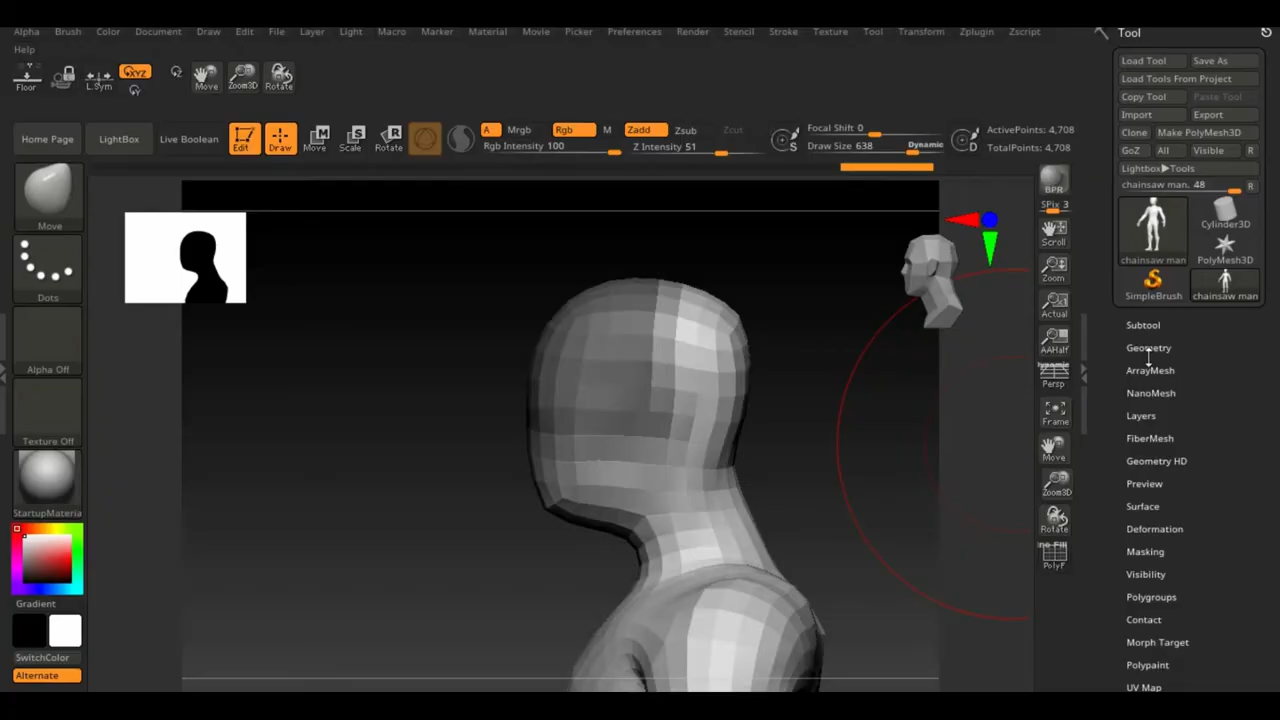 Alpha Brush Color Document Draw Edit File Layer Light Macro Marker Material Movie Picker Preferences Render Stencil Stroke Texture Tool Transform Zplugin Zscript
Help
Tool
Floor
L.Sym
XYZ
Y
Z
Move
Zoom3D
Rotate
Home Page
LightBox
Live Boolean
Edit
Draw
Move
Scale
Rotate
A
Mrgb
Rgb
M
Rgb Intensity 100
Zadd
Zsub
Zcut
Z Intensity 51
S
Focal Shift 0
Draw Size 638
Dynamic
D
ActivePoints: 4,708
TotalPoints: 4,708
Move
Dots
Alpha Off
Texture Off
StartupMateria
Gradient
SwitchColor
Alternate
BPR
SPix 3
Scroll
Zoom
Actual
AAHalf
Dynamic
Persp
Frame
Move
Zoom3D
Rotate
ine Fill
PolyF
Load Tool
Save As
Load Tools From Project
Copy Tool
Paste Tool
Import
Export
Clone
Make PolyMesh3D
GoZ
All
Visible
R
Lightbox▶Tools
chainsaw man. 48
R
chainsaw man
Cylinder3D
PolyMesh3D
SimpleBrush
chainsaw man
Subtool
Geometry
ArrayMesh
NanoMesh
Layers
FiberMesh
Geometry HD
Preview
Surface
Deformation
Masking
Visibility
Polygroups
Contact
Morph Target
Polypaint
UV Map